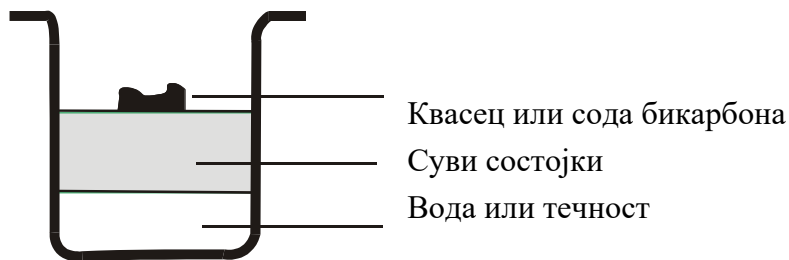 Квасец или сода бикарбона
Суви состојки
Вода или течност